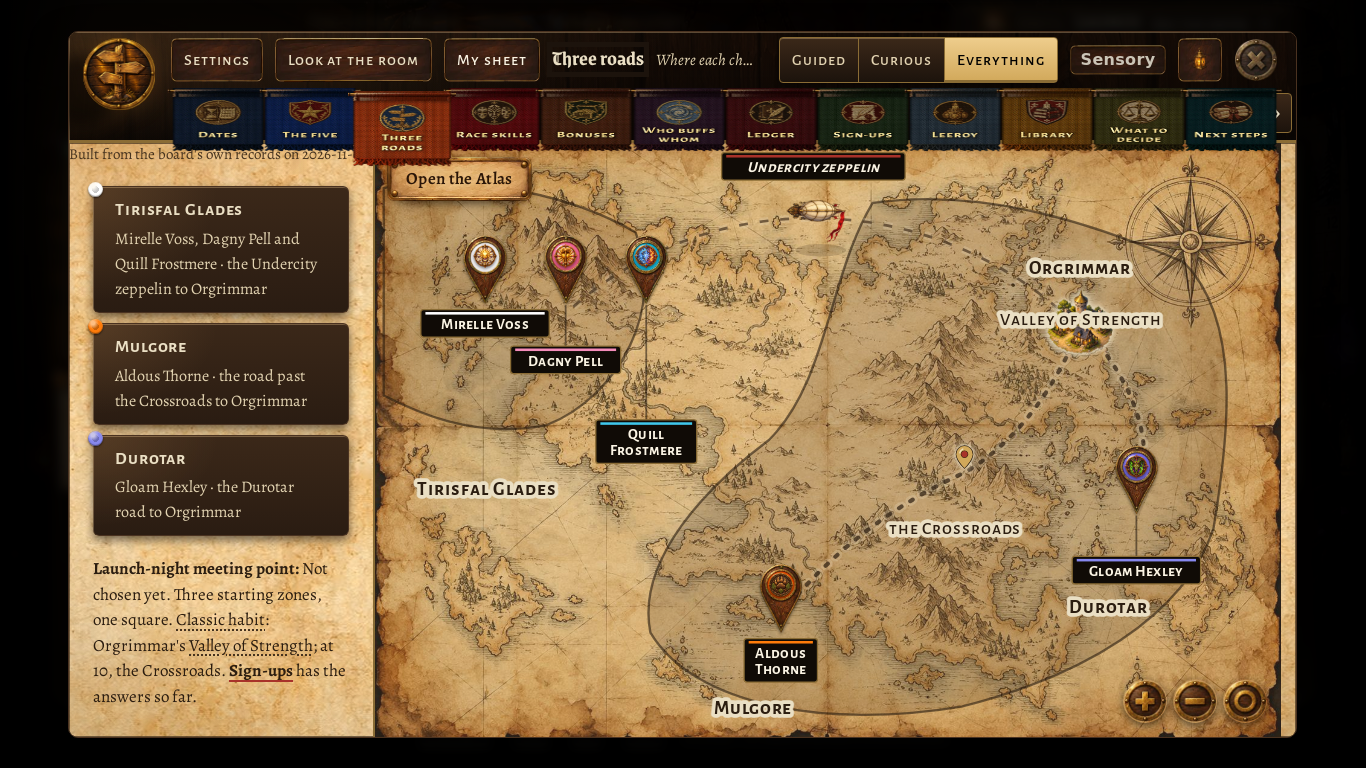 Settings
Look at the room
My sheet
Three roads
Where each ch...
Guided
Curious
Everything
Sensory
Dates
The Five
Three
Roads
Race skills
Bonuses
Who buffs
whom
Ledger
Sign-ups
Leeroy
Library
What to
decide
Next steps
Built from the board's own records on 2026-11-
Open the Atlas
Undercity zeppelin
Tirisfal Glades
Mirelle Voss, Dagny Pell and
Quill Frostmere · the Undercity
zeppelin to Orgrimmar
Mulgore
Aldous Thorne · the road past
the Crossroads to Orgrimmar
Durotar
Gloam Hexley · the Durotar
road to Orgrimmar
Launch-night meeting point: Not
chosen yet. Three starting zones,
one square. Classic habit:
Orgrimmar's Valley of Strength; at
10, the Crossroads. Sign-ups has the
answers so far.
Orgrimmar
Valley of Strength
Mirelle Voss
Dagny Pell
Quill
Frostmere
Tirisfal Glades
the Crossroads
Gloam Hexley
Durotar
Aldous
Thorne
Mulgore